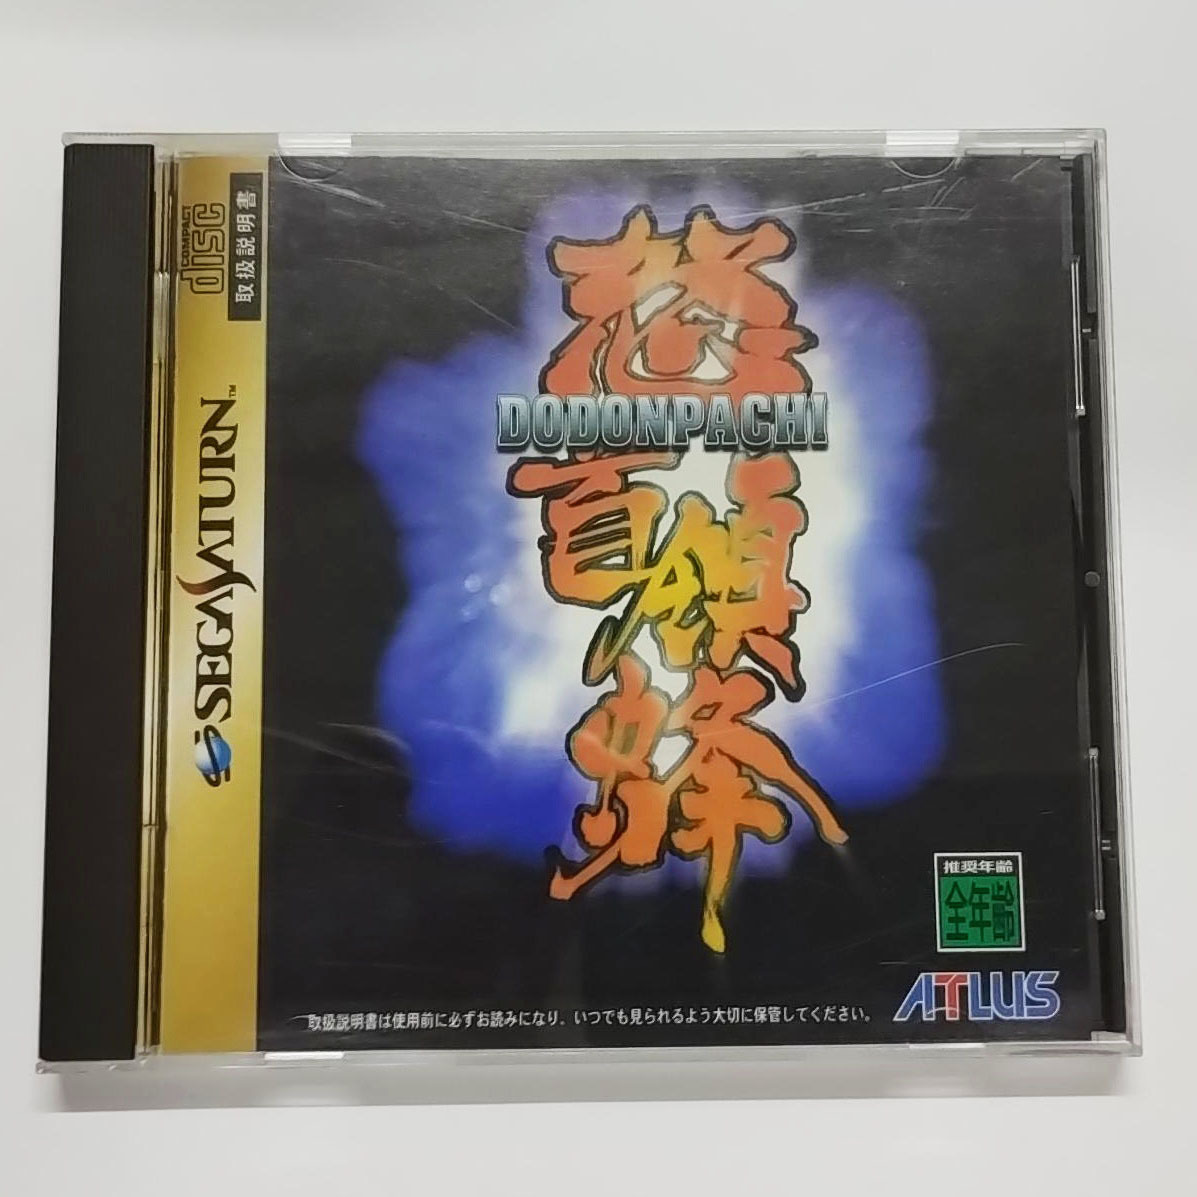 COMPACT
disc
取扱説明書
SEGA SATURN™
怒
DODONPACHI
首領
蜂
推奨年齢
全年齢
ATLUS
取扱説明書は使用前に必ずお読みになり、いつでも見られるよう大切に保管してください。